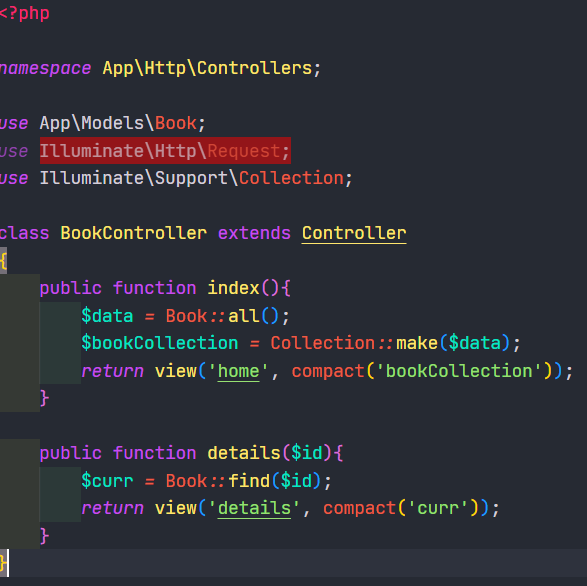 <?php
namespace App\Http\Controllers;
use App\Models\Book;
use Illuminate\Http\Request;
use Illuminate\Support\Collection;
class BookController extends Controller
{
public function index(){
$data = Book::all();
$bookCollection = Collection::make($data);
return view('home', compact('bookCollection'));
}
public function details($id){
$curr = Book::find($id);
return view('details', compact('curr'));
}
}